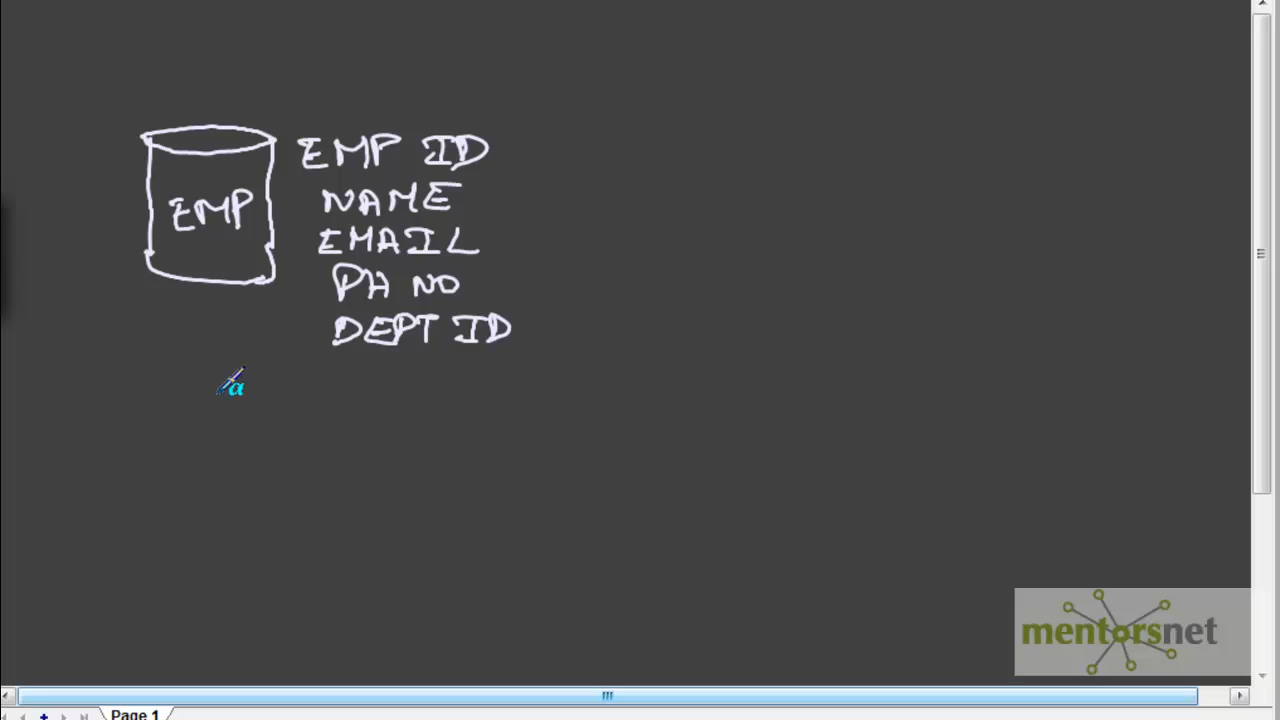 EMP ID
NAME
EMP
EMAIL
PH NO
DEPT ID
a
mentorsnet
Page 1